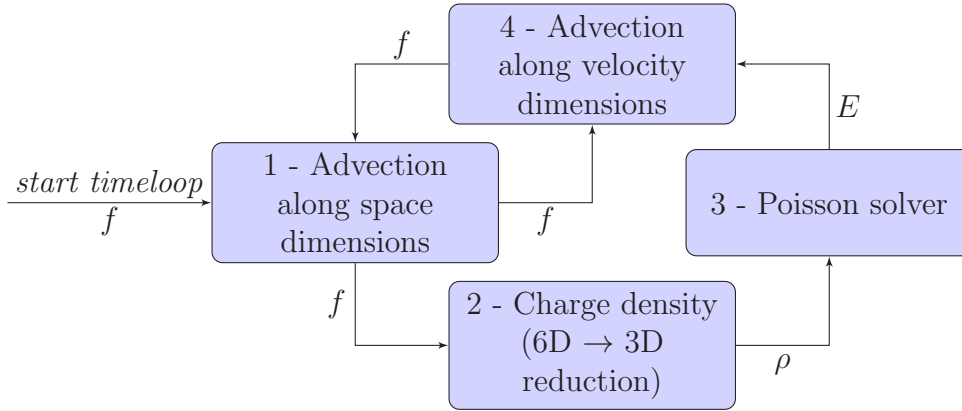 4 - Advection
along velocity
dimensions
f
E
start timeloop
f
1 - Advection
along space
dimensions
f
3 - Poisson solver
f
2 - Charge density
(6D → 3D
reduction)
ρ